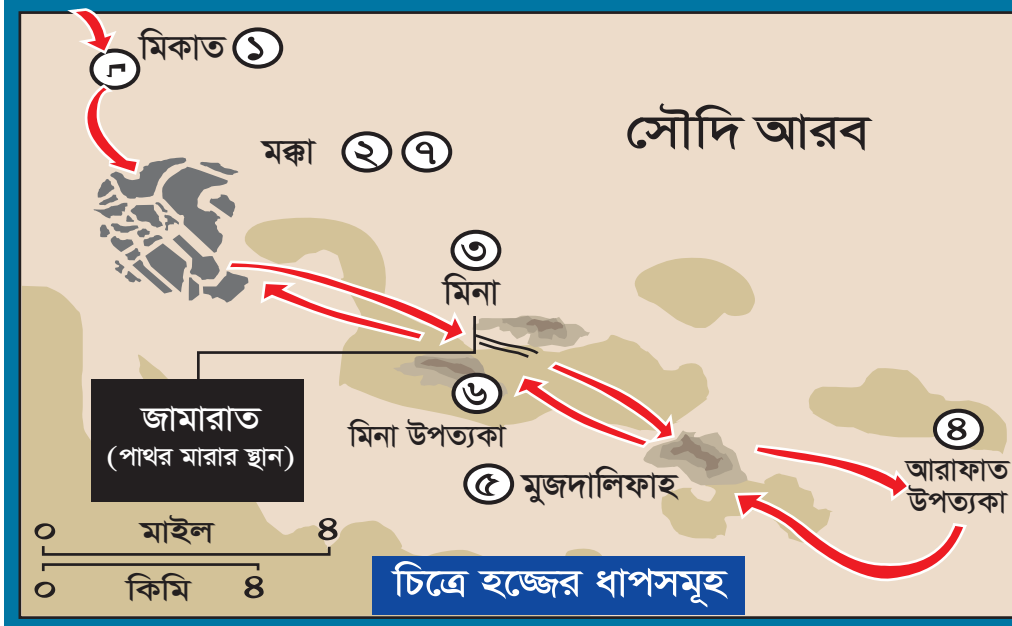 মিকাত ১
মক্কা ২ ৭
সৌদি আরব
৩
মিনা
জামারাত
(পাথর মারার স্থান)
৬
মিনা উপত্যকা
৫ মুজদালিফাহ
৪
আরাফাত
উপত্যকা
০ মাইল ৪
০ কিমি ৪
চিত্রে হজ্জের ধাপসমূহ